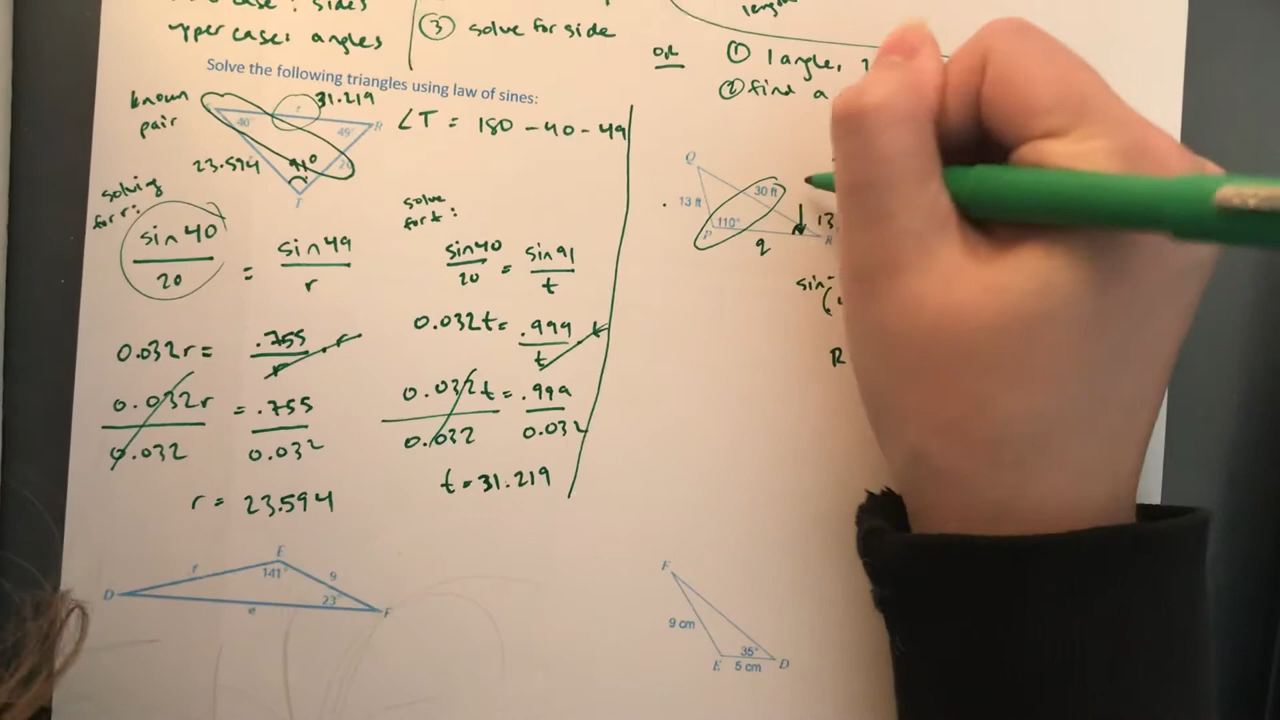 case: sides
upper case: angles
③ solve for side
length
OR ① 1 angle,
② find a
Solve the following triangles using law of sines:
known
pair
31.219
40°
49°
R
23.594
91°
20
T
∠T = 180 - 40 - 49
solving
for r:
sin 40
20
=
sin 49
r
0.032r =
.755
r
· r
0.032r
0.032
=
.755
0.032
r = 23.594
solve
for t:
sin 40
20
=
sin 91
t
0.032t =
.999
t
· t
0.032t
0.032
=
.999
0.032
t = 31.219
Q
13 ft
30 ft
110°
P
q
R
13
sin
R
D
E
F
f
141°
9
23°
e
F
9 cm
35°
E
5 cm
D